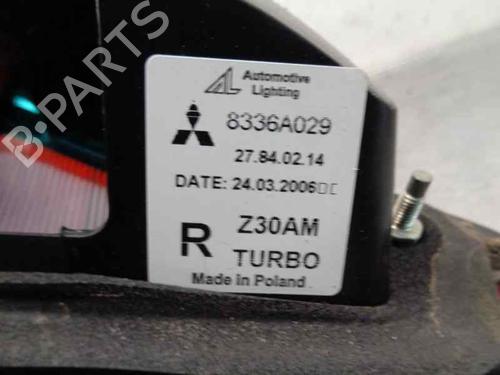 Automotive
Lighting
8336A029
27.84.02.14
DATE: 24.03.2006
R
Z30AM
TURBO
Made in Poland
B-PARTS